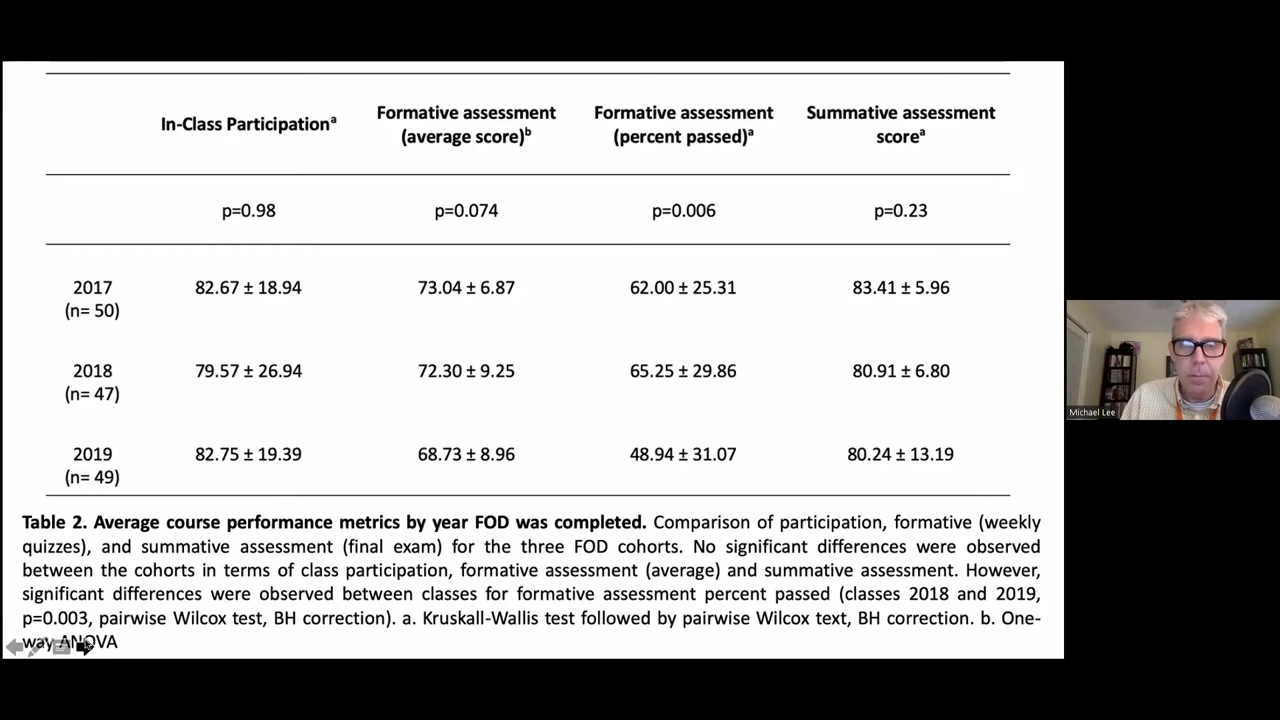 In-Class Participationᵃ
Formative assessment (average score)ᵇ
Formative assessment (percent passed)ᵃ
Summative assessment scoreᵃ
p=0.98 p=0.074 p=0.006 p=0.23
2017 (n= 50) 82.67 ± 18.94 73.04 ± 6.87 62.00 ± 25.31 83.41 ± 5.96
2018 (n= 47) 79.57 ± 26.94 72.30 ± 9.25 65.25 ± 29.86 80.91 ± 6.80
2019 (n= 49) 82.75 ± 19.39 68.73 ± 8.96 48.94 ± 31.07 80.24 ± 13.19
Table 2. Average course performance metrics by year FOD was completed. Comparison of participation, formative (weekly
quizzes), and summative assessment (final exam) for the three FOD cohorts. No significant differences were observed
between the cohorts in terms of class participation, formative assessment (average) and summative assessment. However,
significant differences were observed between classes for formative assessment percent passed (classes 2018 and 2019,
p=0.003, pairwise Wilcox test, BH correction). a. Kruskall-Wallis test followed by pairwise Wilcox text, BH correction. b. One-
way ANOVA
Michael Lee